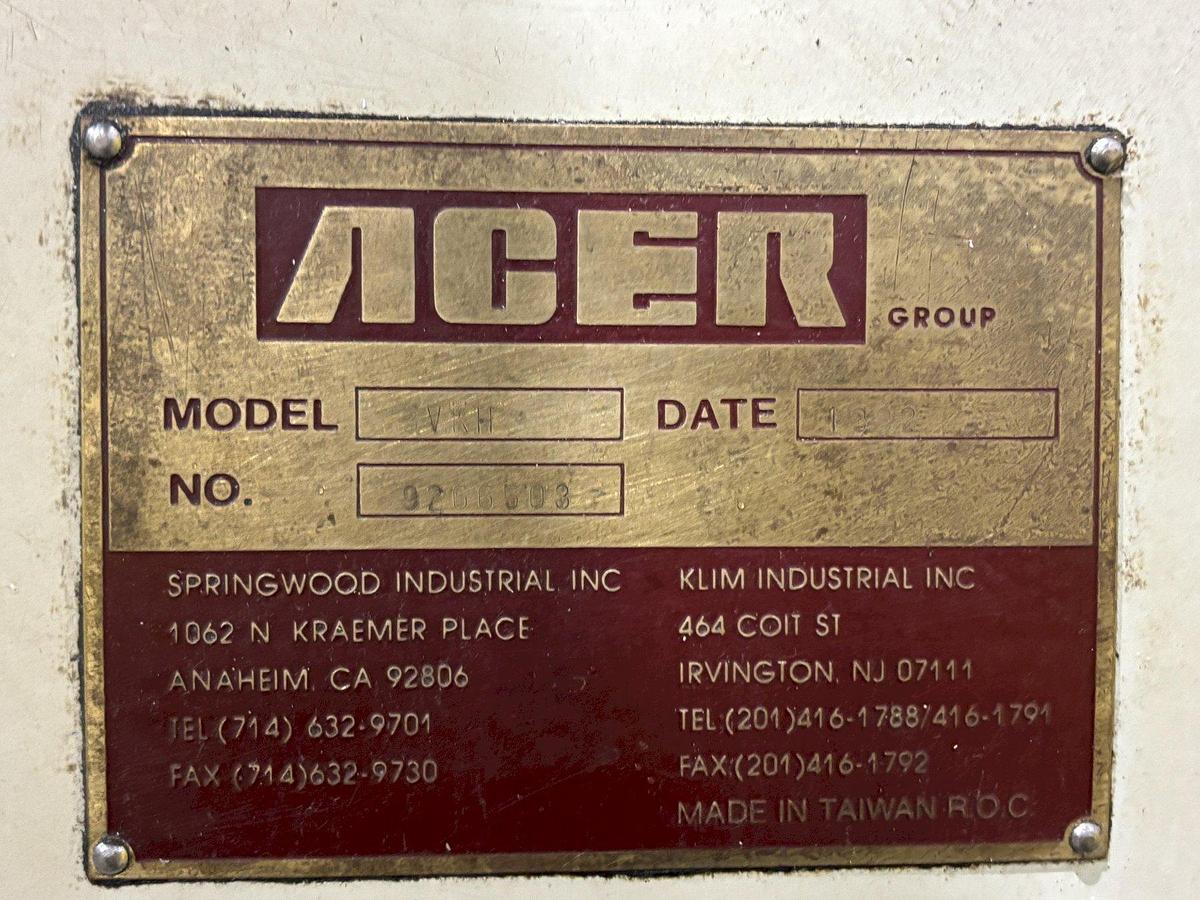 ACER GROUP
MODEL VKH DATE 1992
NO.
SPRINGWOOD INDUSTRIAL INC
1062 N KRAEMER PLACE
ANAHEIM, CA 92806
TEL:(714) 632-9701
FAX:(714)632-9730
KLIM INDUSTRIAL INC
464 COIT ST
IRVINGTON, NJ 07111
TEL:(201)416-1788/416-1791
FAX:(201)416-1792
MADE IN TAIWAN R.O.C.